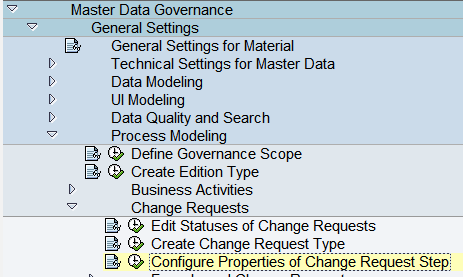 Master Data Governance
General Settings
General Settings for Material
Technical Settings for Master Data
Data Modeling
UI Modeling
Data Quality and Search
Process Modeling
Define Governance Scope
Create Edition Type
Business Activities
Change Requests
Edit Statuses of Change Requests
Create Change Request Type
Configure Properties of Change Request Step